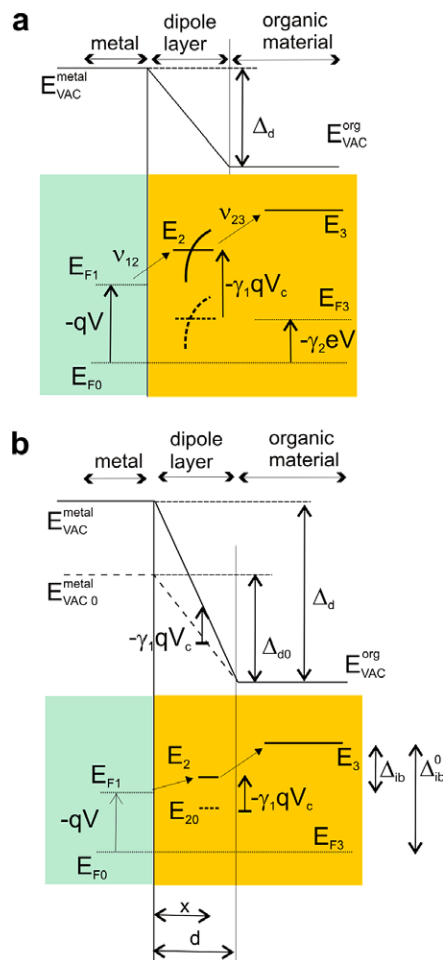 a
metal
dipole
layer
organic
material
E_VAC^metal
Δ_d
E_VAC^org
E_2
ν_23
E_3
ν_12
E_F1
-γ_1qV_c
E_F3
-qV
-γ_2eV
E_F0
b
metal
dipole
layer
organic
material
E_VAC^metal
E_VAC 0^metal
Δ_d
-γ_1qV_c
Δ_d0
E_VAC^org
E_2
E_3
Δ_ib
Δ_ib^0
E_F1
E_20
-γ_1qV_c
-qV
E_F3
E_F0
x
d